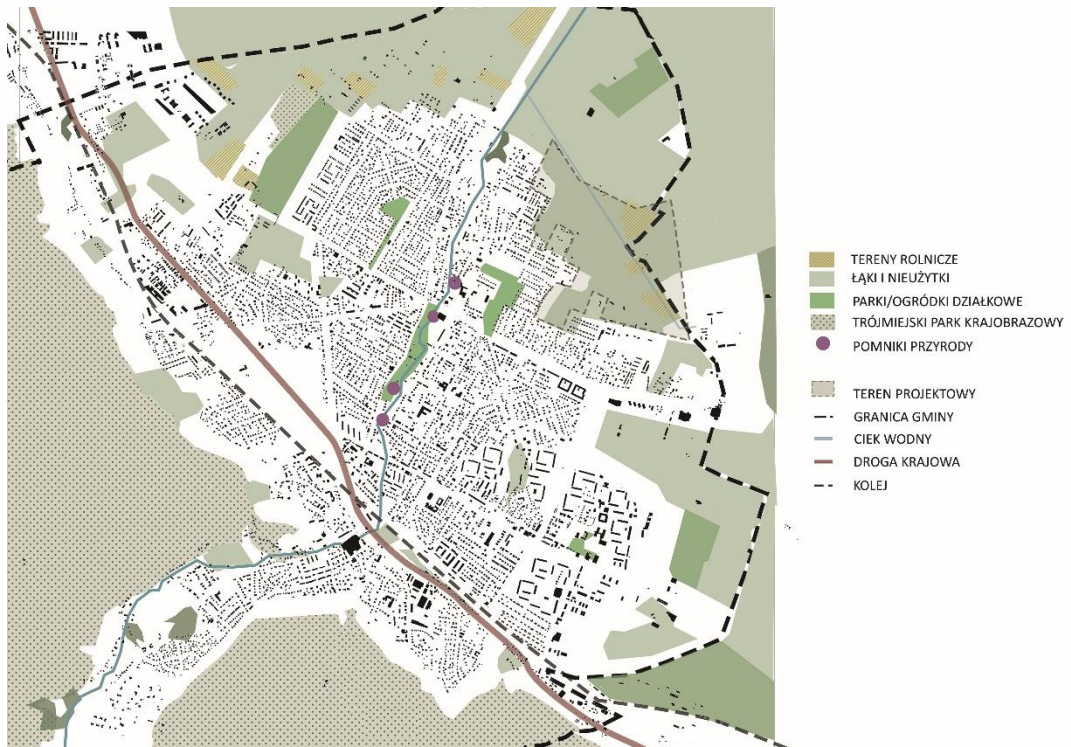 TERENY ROLNICZE
ŁĄKI I NIEUŻYTKI
PARKI/OGRÓDKI DZIAŁKOWE
TRÓJMIEJSKI PARK KRAJOBRAZOWY
POMNIKI PRZYRODY
TEREN PROJEKTOWY
GRANICA GMINY
CIEK WODNY
DROGA KRAJOWA
KOLEJ